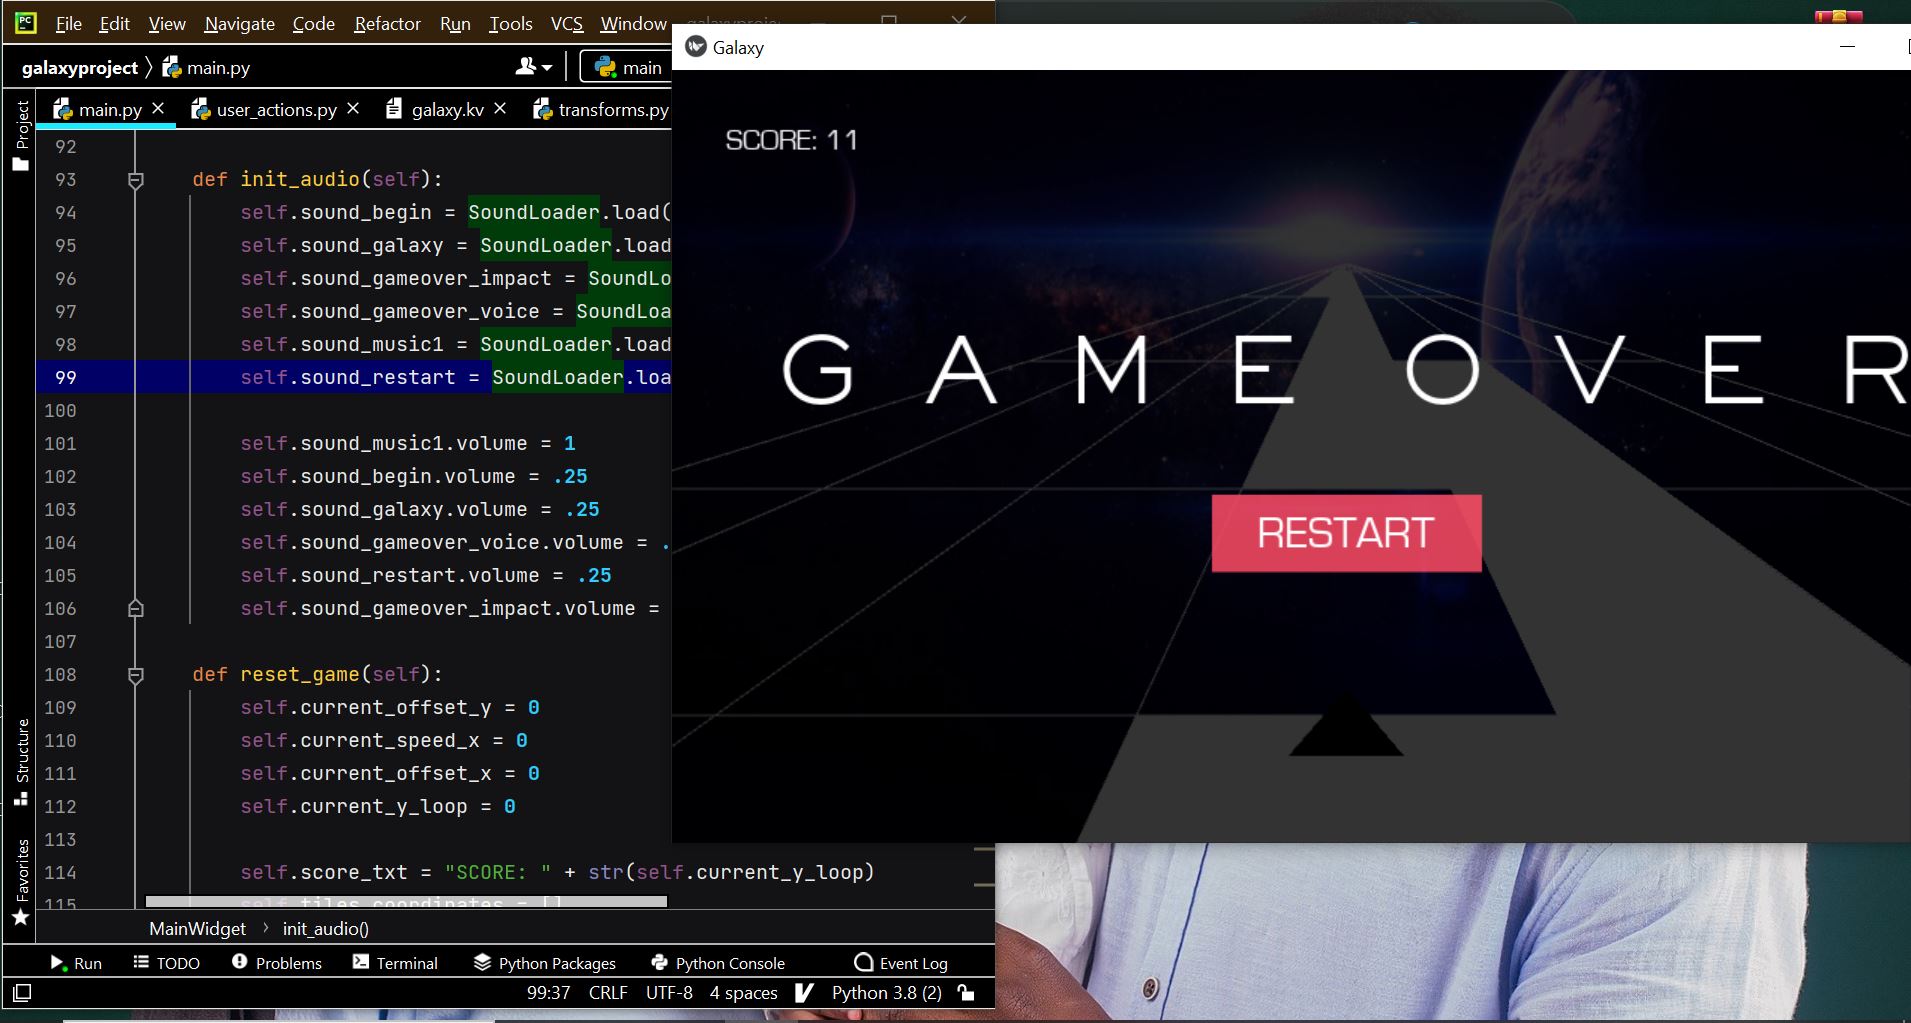 File Edit View Navigate Code Refactor Run Tools VCS Window
galaxyproject main.py
main
main.py user_actions.py galaxy.kv transforms.py
Project
92
93 def init_audio(self):
94 self.sound_begin = SoundLoader.load(
95 self.sound_galaxy = SoundLoader.load
96 self.sound_gameover_impact = SoundLo
97 self.sound_gameover_voice = SoundLoa
98 self.sound_music1 = SoundLoader.load
99 self.sound_restart = SoundLoader.loa
100
101 self.sound_music1.volume = 1
102 self.sound_begin.volume = .25
103 self.sound_galaxy.volume = .25
104 self.sound_gameover_voice.volume = .
105 self.sound_restart.volume = .25
106 self.sound_gameover_impact.volume =
107
108 def reset_game(self):
109 self.current_offset_y = 0
110 self.current_speed_x = 0
111 self.current_offset_x = 0
112 self.current_y_loop = 0
113
114 self.score_txt = "SCORE: " + str(self.current_y_loop)
115 self.tiles_coordinates = []
Structure
Favorites
MainWidget init_audio()
Run TODO Problems Terminal Python Packages Python Console Event Log
99:37 CRLF UTF-8 4 spaces Python 3.8 (2)
Galaxy
SCORE: 11
GAME OVER
RESTART